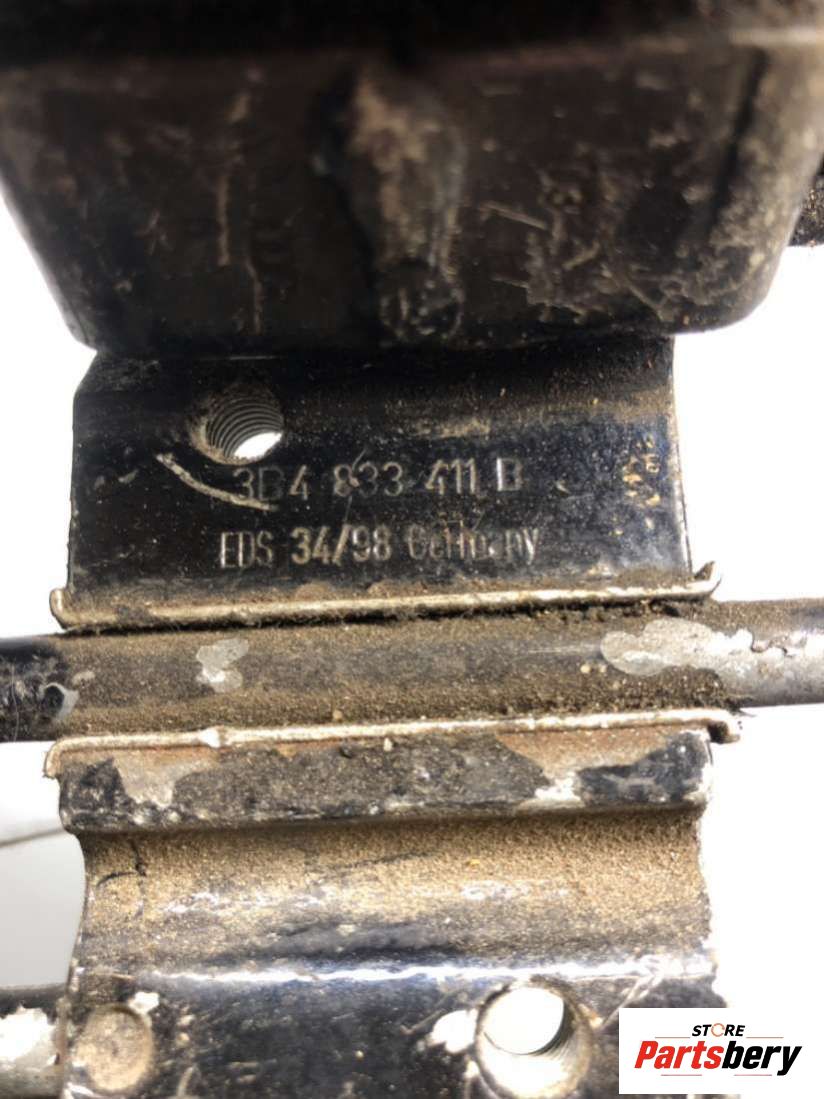 3B4 833 411 B
EDS 34/98 Germany
STORE
Partsbery